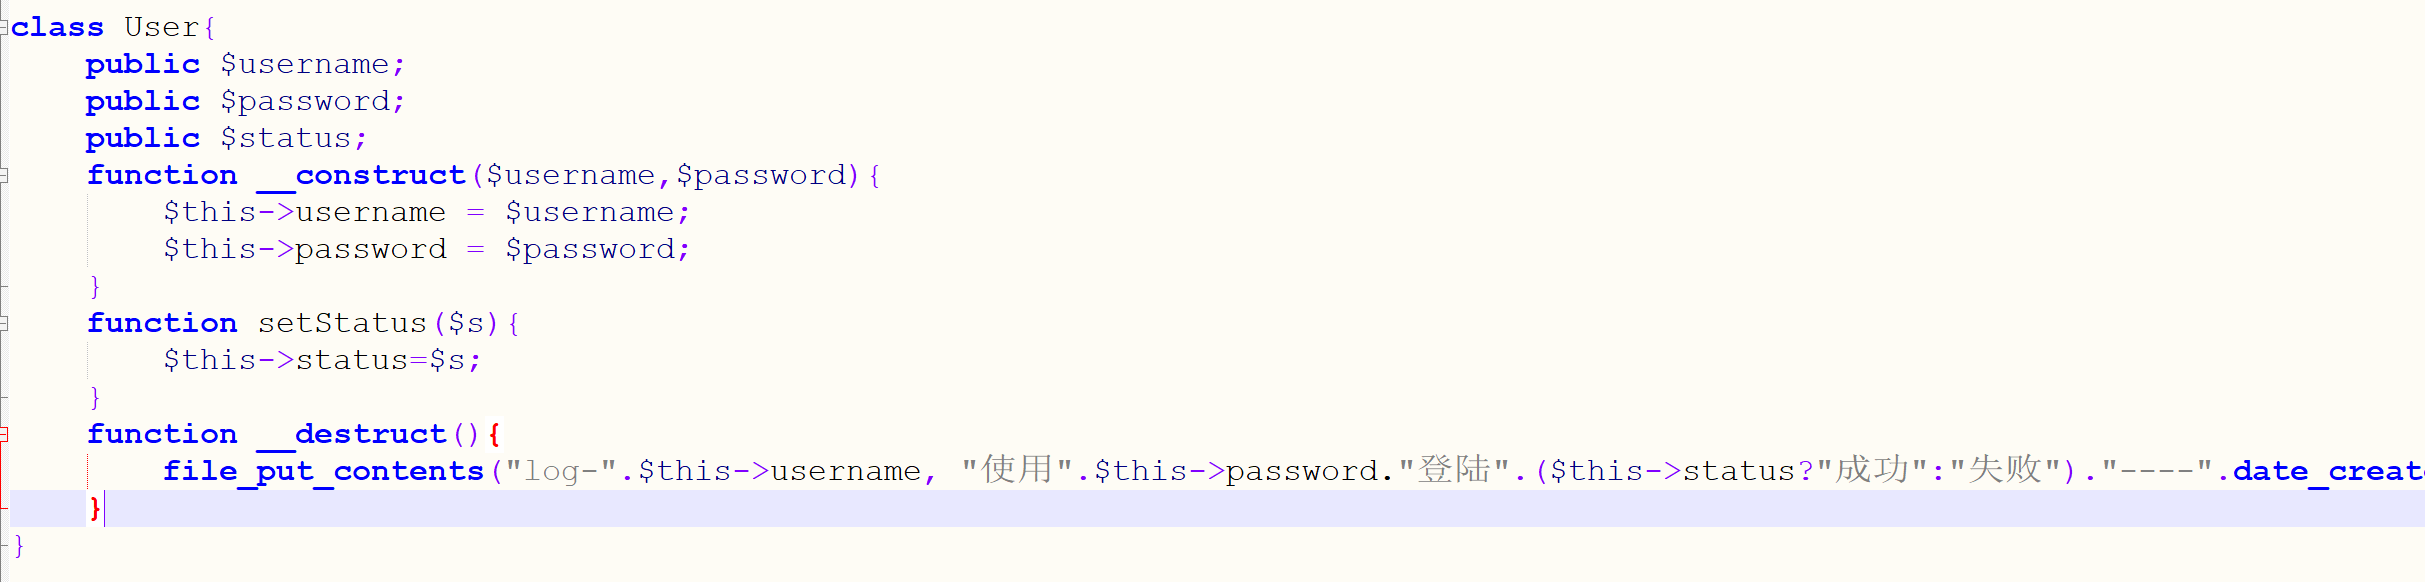 class User{
public $username;
public $password;
public $status;
function __construct($username,$password){
$this->username = $username;
$this->password = $password;
}
function setStatus($s){
$this->status=$s;
}
function __destruct(){
file_put_contents("log-".$this->username, "使用".$this->password."登陆".($this->status?"成功":"失败")."----".date_creat
}
}